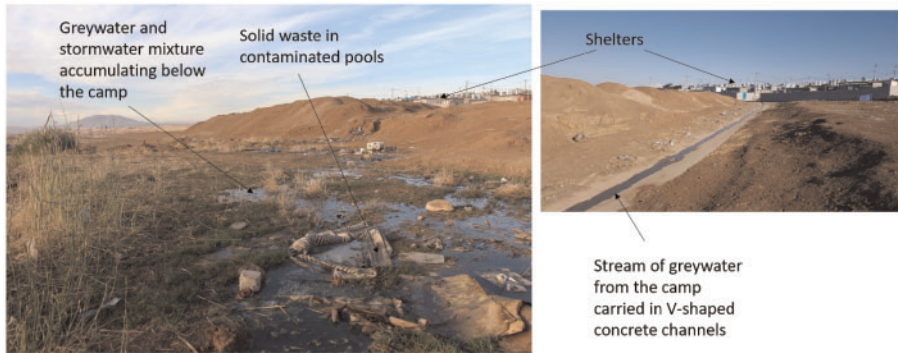 Greywater and
stormwater mixture
accumulating below
the camp
Solid waste in
contaminated pools
Shelters
Stream of greywater
from the camp
carried in V-shaped
concrete channels